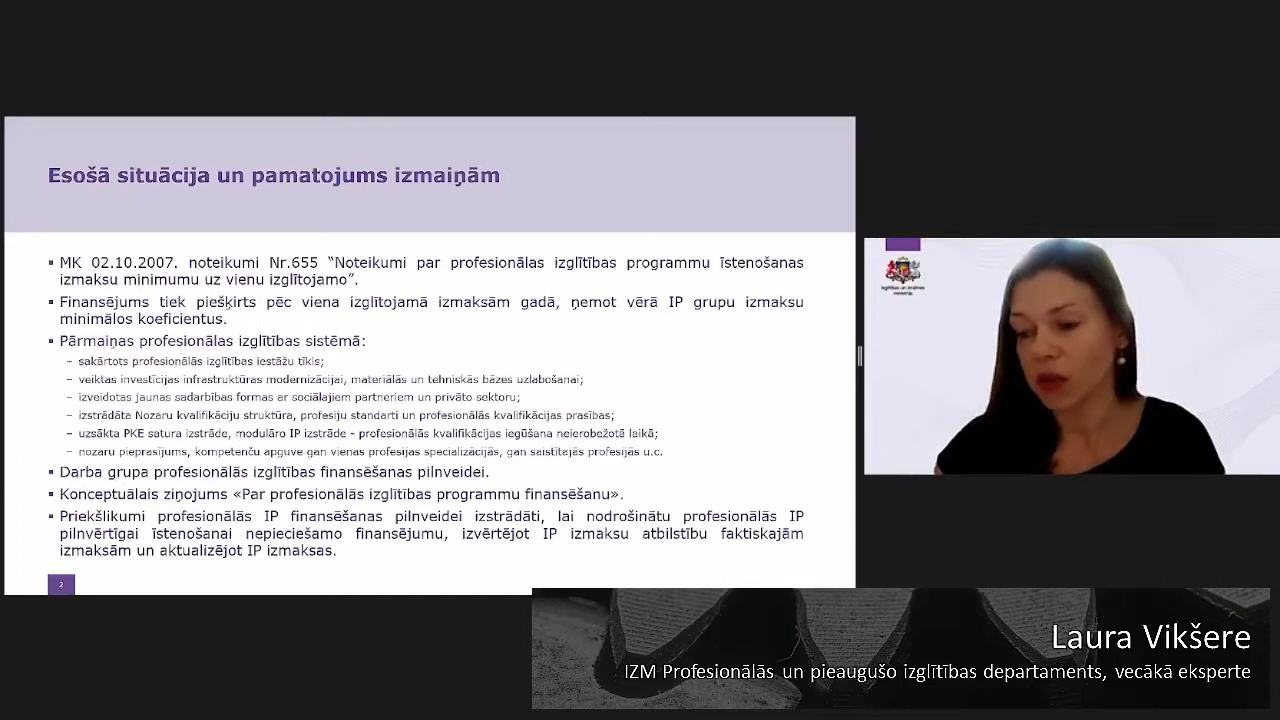 Esošā situācija un pamatojums izmaiņām
▪ MK 02.10.2007. noteikumi Nr.655 “Noteikumi par profesionālas izglītības programmu īstenošanas
izmaksu minimumu uz vienu izglītojamo”.
▪ Finansējums tiek piešķirts pēc viena izglītojamā izmaksām gadā, ņemot vērā IP grupu izmaksu
minimālos koeficientus.
▪ Pārmaiņas profesionālas izglītības sistēmā:
– sakārtots profesionālās izglītības iestāžu tīkls;
– veiktas investīcijas infrastruktūras modernizācijai, materiālās un tehniskās bāzes uzlabošanai;
– izveidotas jaunas sadarbības formas ar sociālajiem partneriem un privāto sektoru;
– izstrādāta Nozaru kvalifikāciju struktūra, profesiju standarti un profesionālās kvalifikācijas prasības;
– uzsākta PKE satura izstrāde, modulāro IP izstrāde - profesionālās kvalifikācijas iegūšana neierobežotā laikā;
– nozaru pieprasījums, kompetenču apguve gan vienas profesijas specializācijās, gan saistītajās profesijās u.c.
▪ Darba grupa profesionālās izglītības finansēšanas pilnveidei.
▪ Konceptuālais ziņojums «Par profesionālās izglītības programmu finansēšanu».
▪ Priekšlikumi profesionālās IP finansēšanas pilnveidei izstrādāti, lai nodrošinātu profesionālās IP
pilnvērtīgai īstenošanai nepieciešamo finansējumu, izvērtējot IP izmaksu atbilstību faktiskajām
izmaksām un aktualizējot IP izmaksas.
2
Izglītības un zinātnes
ministrija
Laura Vikšere
IZM Profesionālās un pieaugušo izglītības departaments, vecākā eksperte